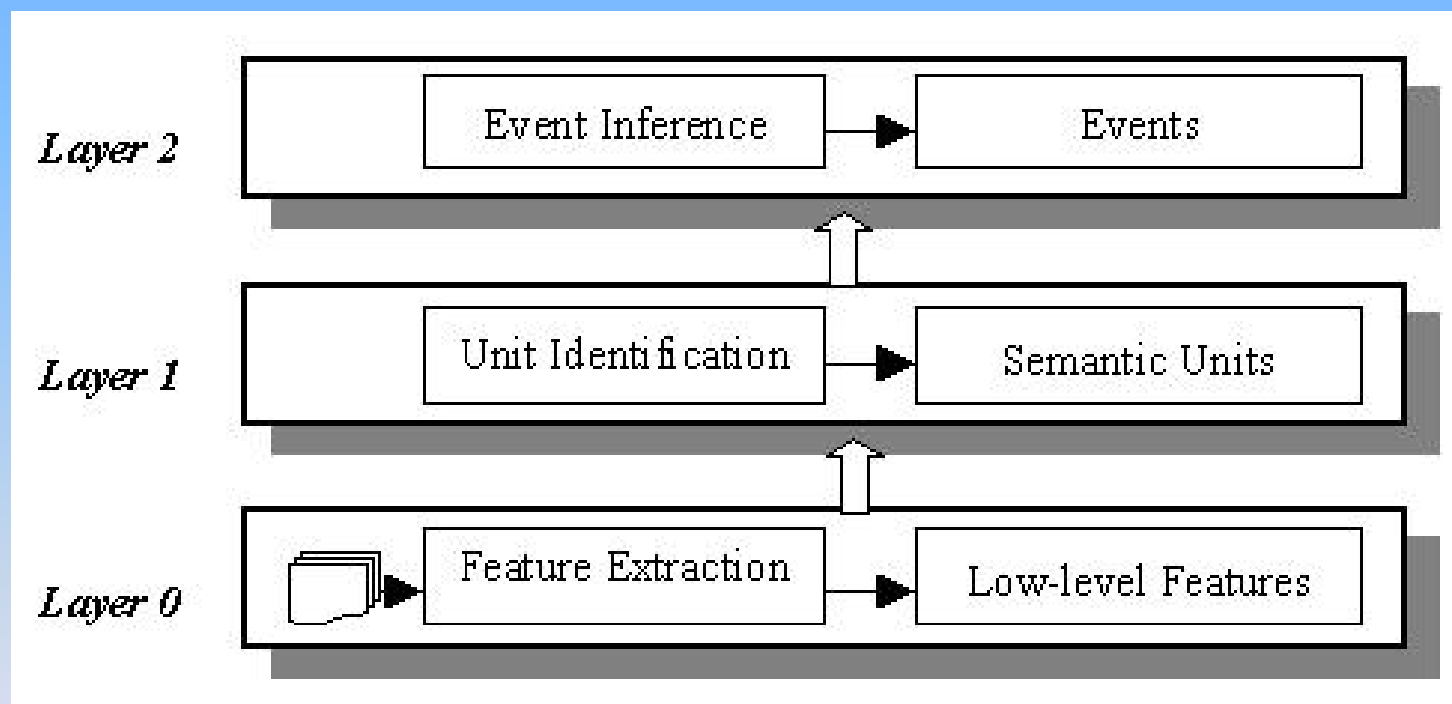 Layer 2
Event Inference
Events
Layer 1
Unit Identification
Semantic Units
Layer 0
Feature Extraction
Low-level Features